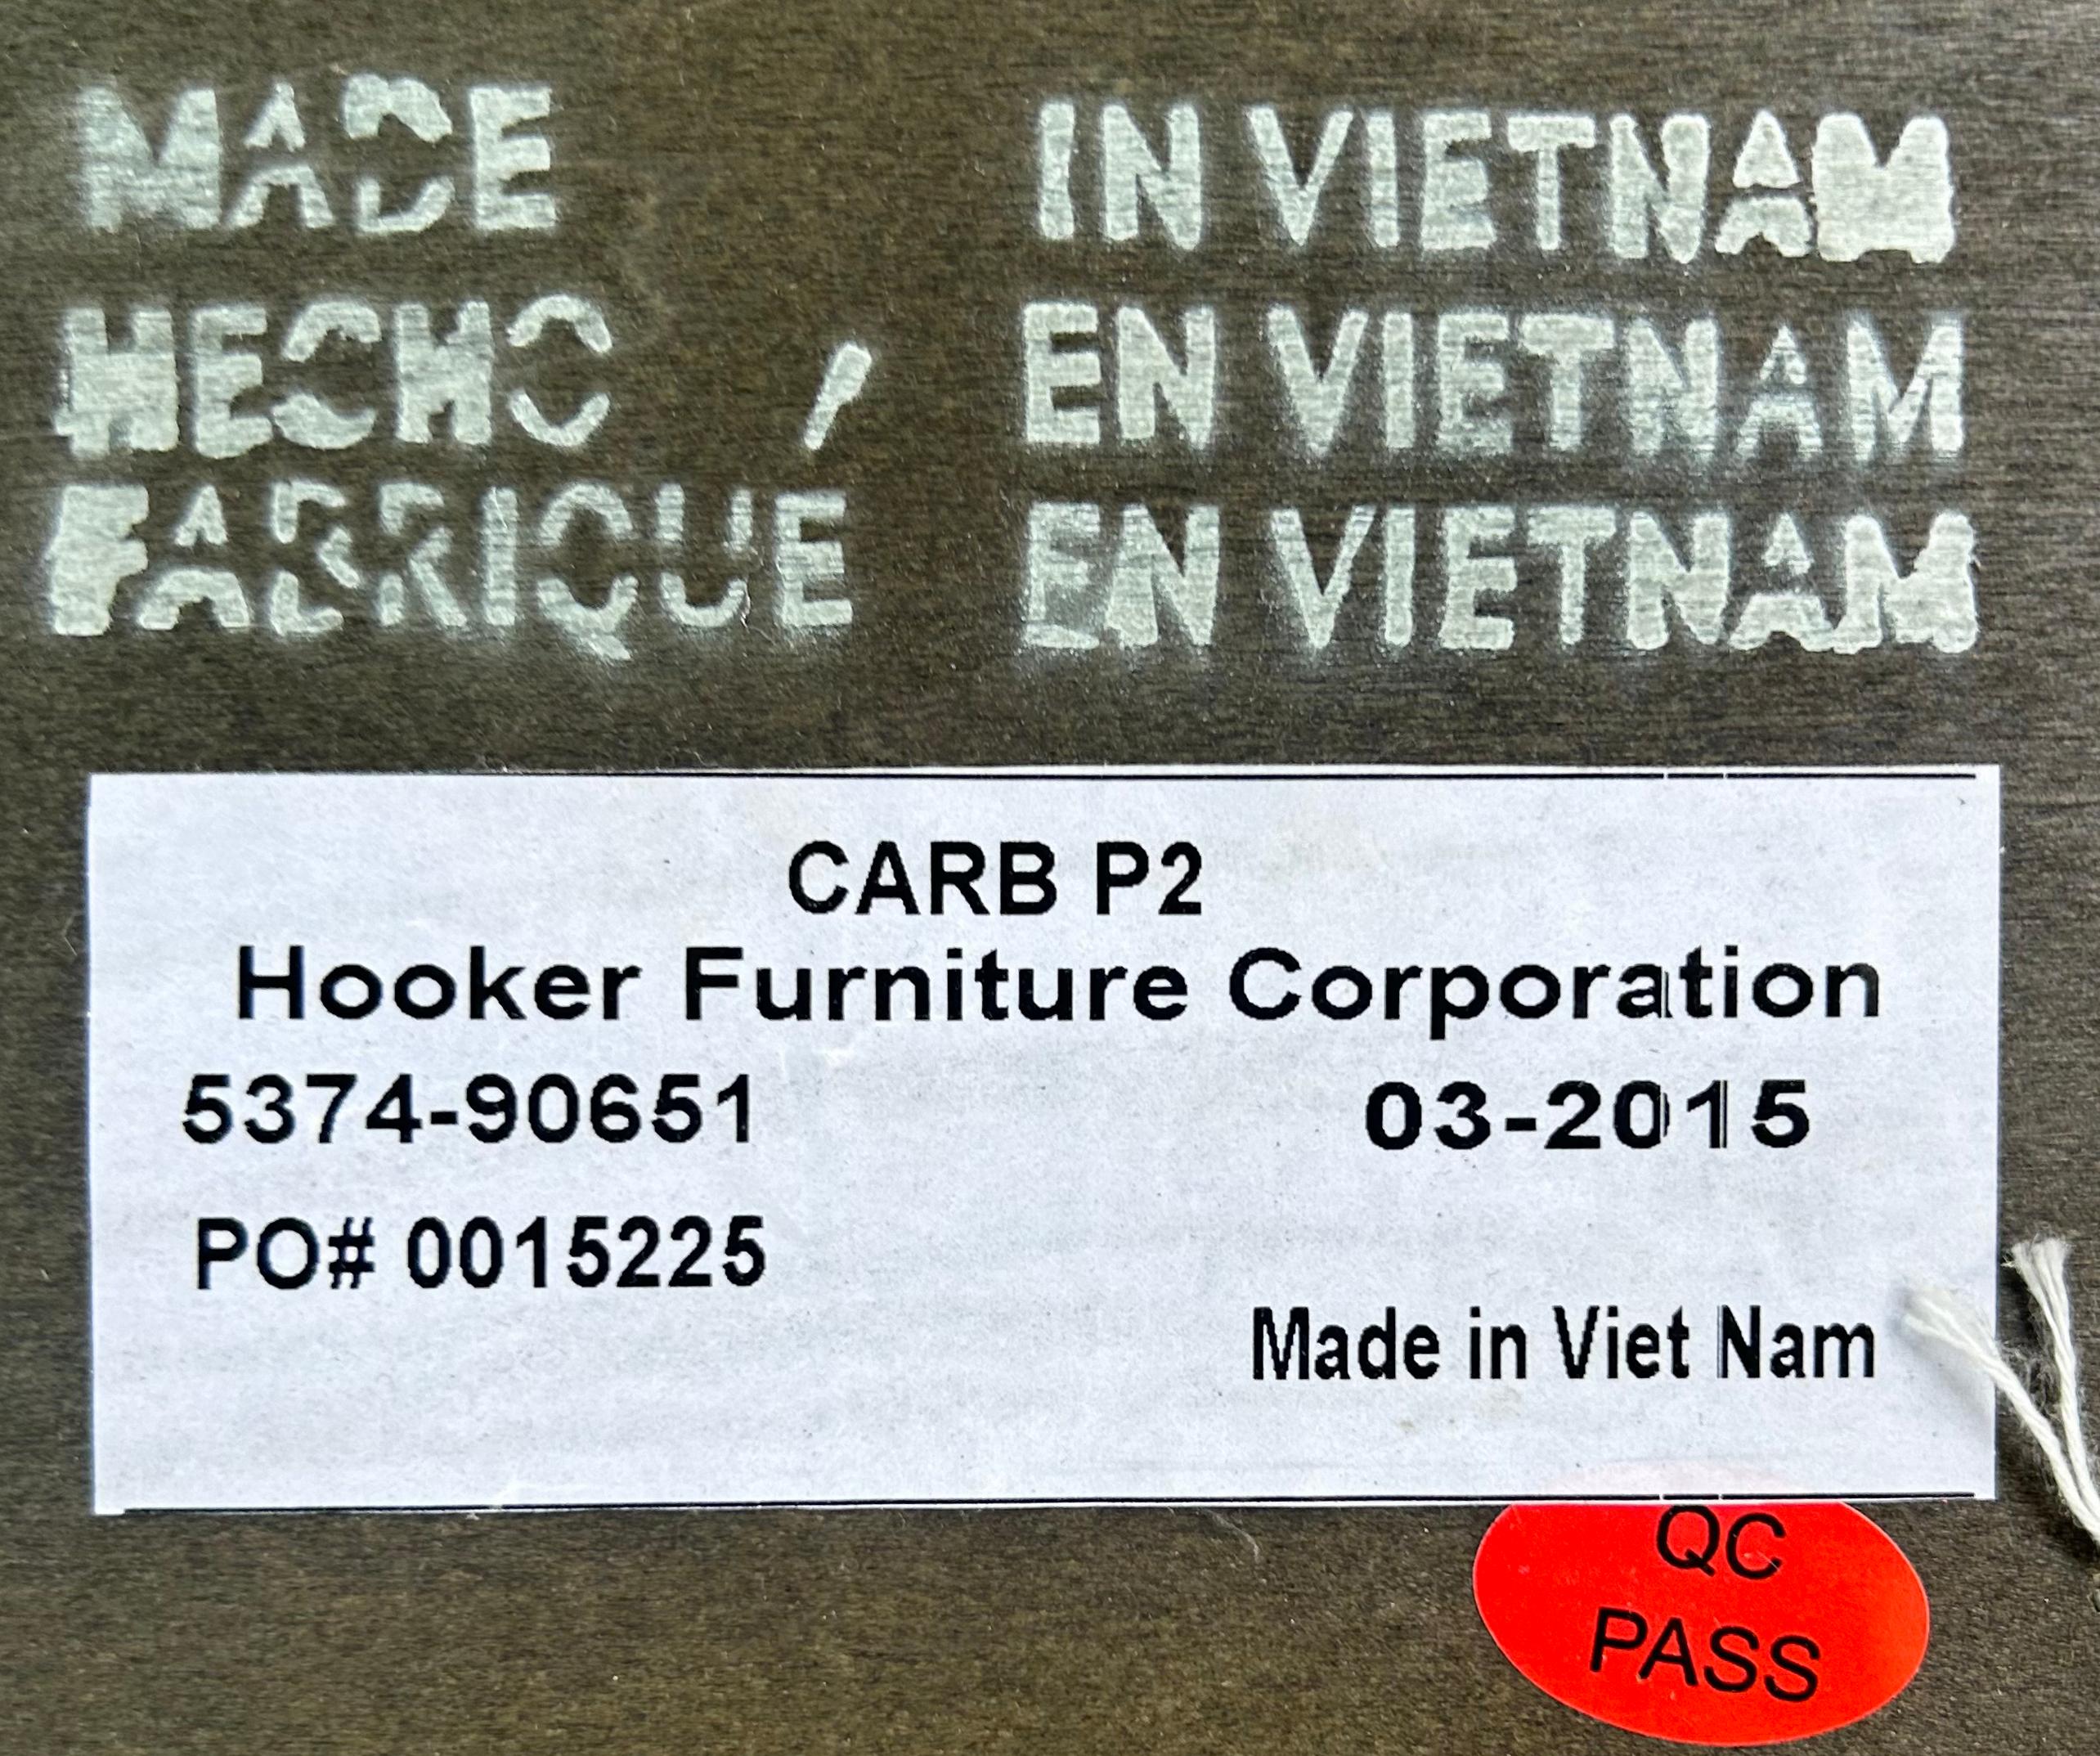 MADE IN VIETNAM
HECHO EN VIETNAM
FABRIQUÉ EN VIETNAM
CARB P2
Hooker Furniture Corporation
5374-90651 03-2015
PO# 0015225
Made in Viet Nam
QC
PASS